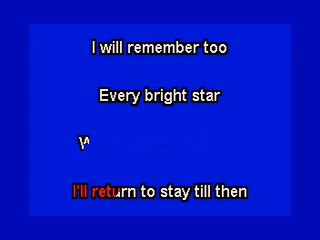 I will remember too
Every bright star
I'll return to stay till then